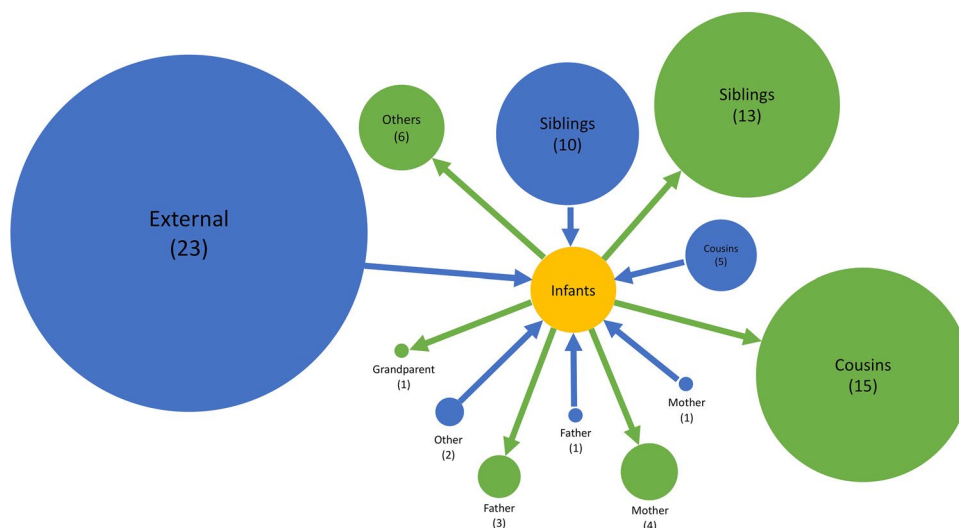 Siblings
(13)
Others
(6)
Siblings
(10)
External
(23)
Cousins
(5)
Infants
Grandparent
(1)
Cousins
(15)
Mother
(1)
Other
(2)
Father
(1)
Father
(3)
Mother
(4)